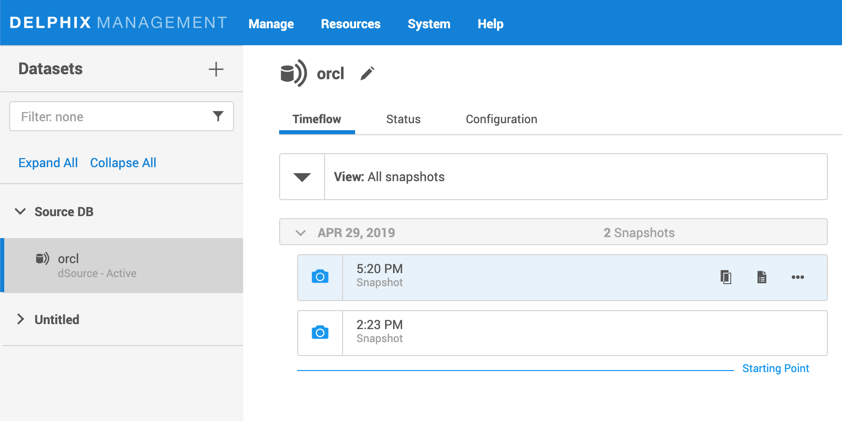 DELPHIX MANAGEMENT Manage Resources System Help
Datasets
Filter: none
Expand All Collapse All
Source DB
orcl
dSource - Active
Untitled
orcl
Timeflow Status Configuration
View: All snapshots
APR 29, 2019 2 Snapshots
5:20 PM
Snapshot
2:23 PM
Snapshot
Starting Point